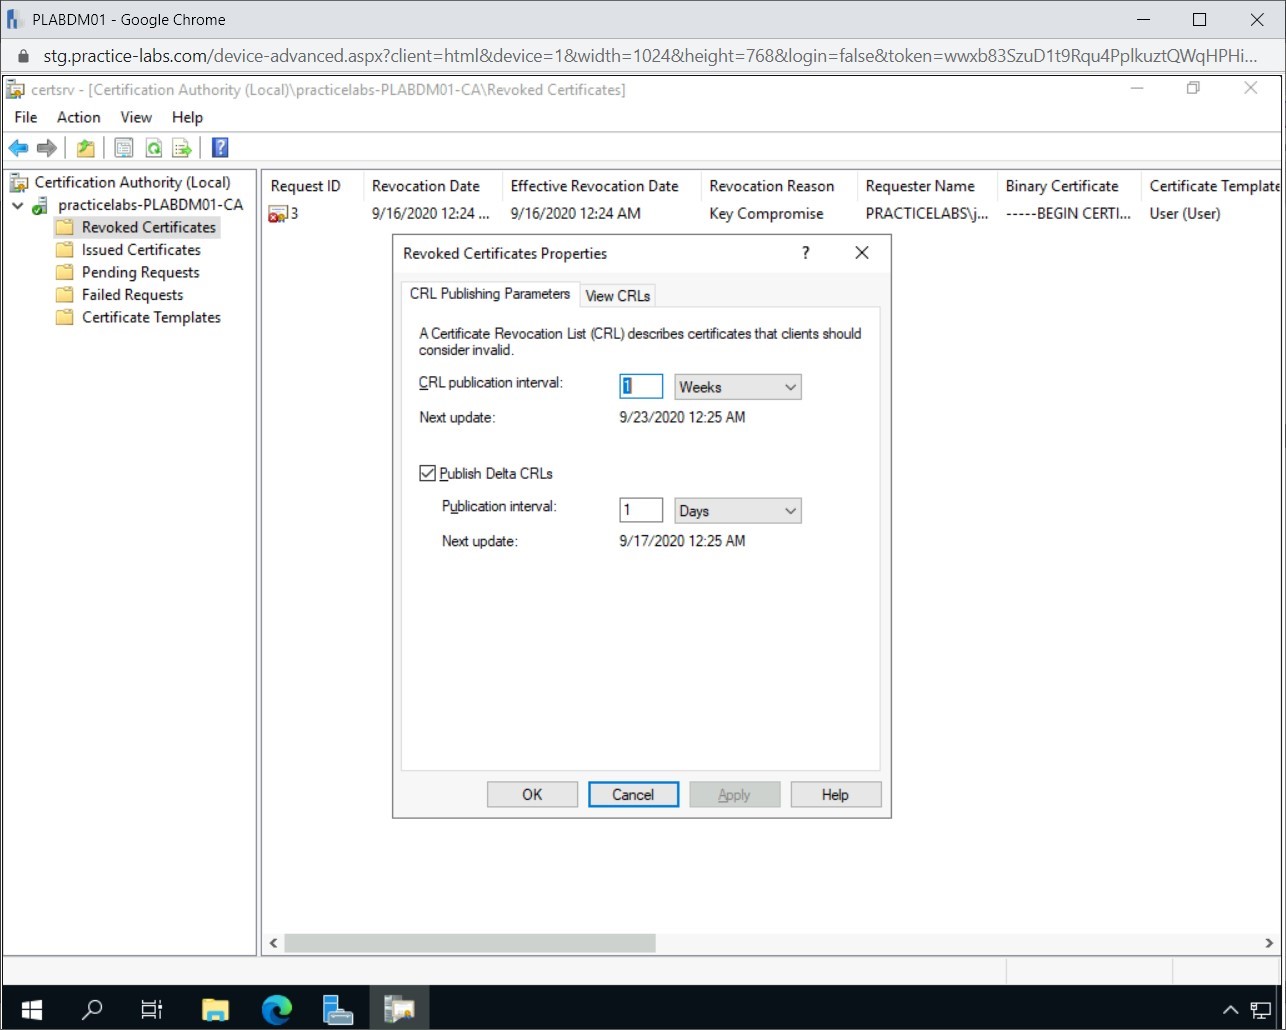 PLABDM01 - Google Chrome
stg.practice-labs.com/device-advanced.aspx?client=html&device=1&width=1024&height=768&login=false&token=wwxb83SzuD1t9Rqu4PplkuztQWqHPHi...
certsrv - [Certification Authority (Local)\practicelabs-PLABDM01-CA\Revoked Certificates]
File Action View Help
Certification Authority (Local)
practicelabs-PLABDM01-CA
Revoked Certificates
Issued Certificates
Pending Requests
Failed Requests
Certificate Templates
Request ID Revocation Date Effective Revocation Date Revocation Reason Requester Name Binary Certificate Certificate Template
3 9/16/2020 12:24 ... 9/16/2020 12:24 AM Key Compromise PRACTICELABS\j... -----BEGIN CERTI... User (User)
Revoked Certificates Properties ?
CRL Publishing Parameters View CRLs
A Certificate Revocation List (CRL) describes certificates that clients should
consider invalid.
CRL publication interval: 1 Weeks
Next update: 9/23/2020 12:25 AM
Publish Delta CRLs
Publication interval: 1 Days
Next update: 9/17/2020 12:25 AM
OK Cancel Apply Help